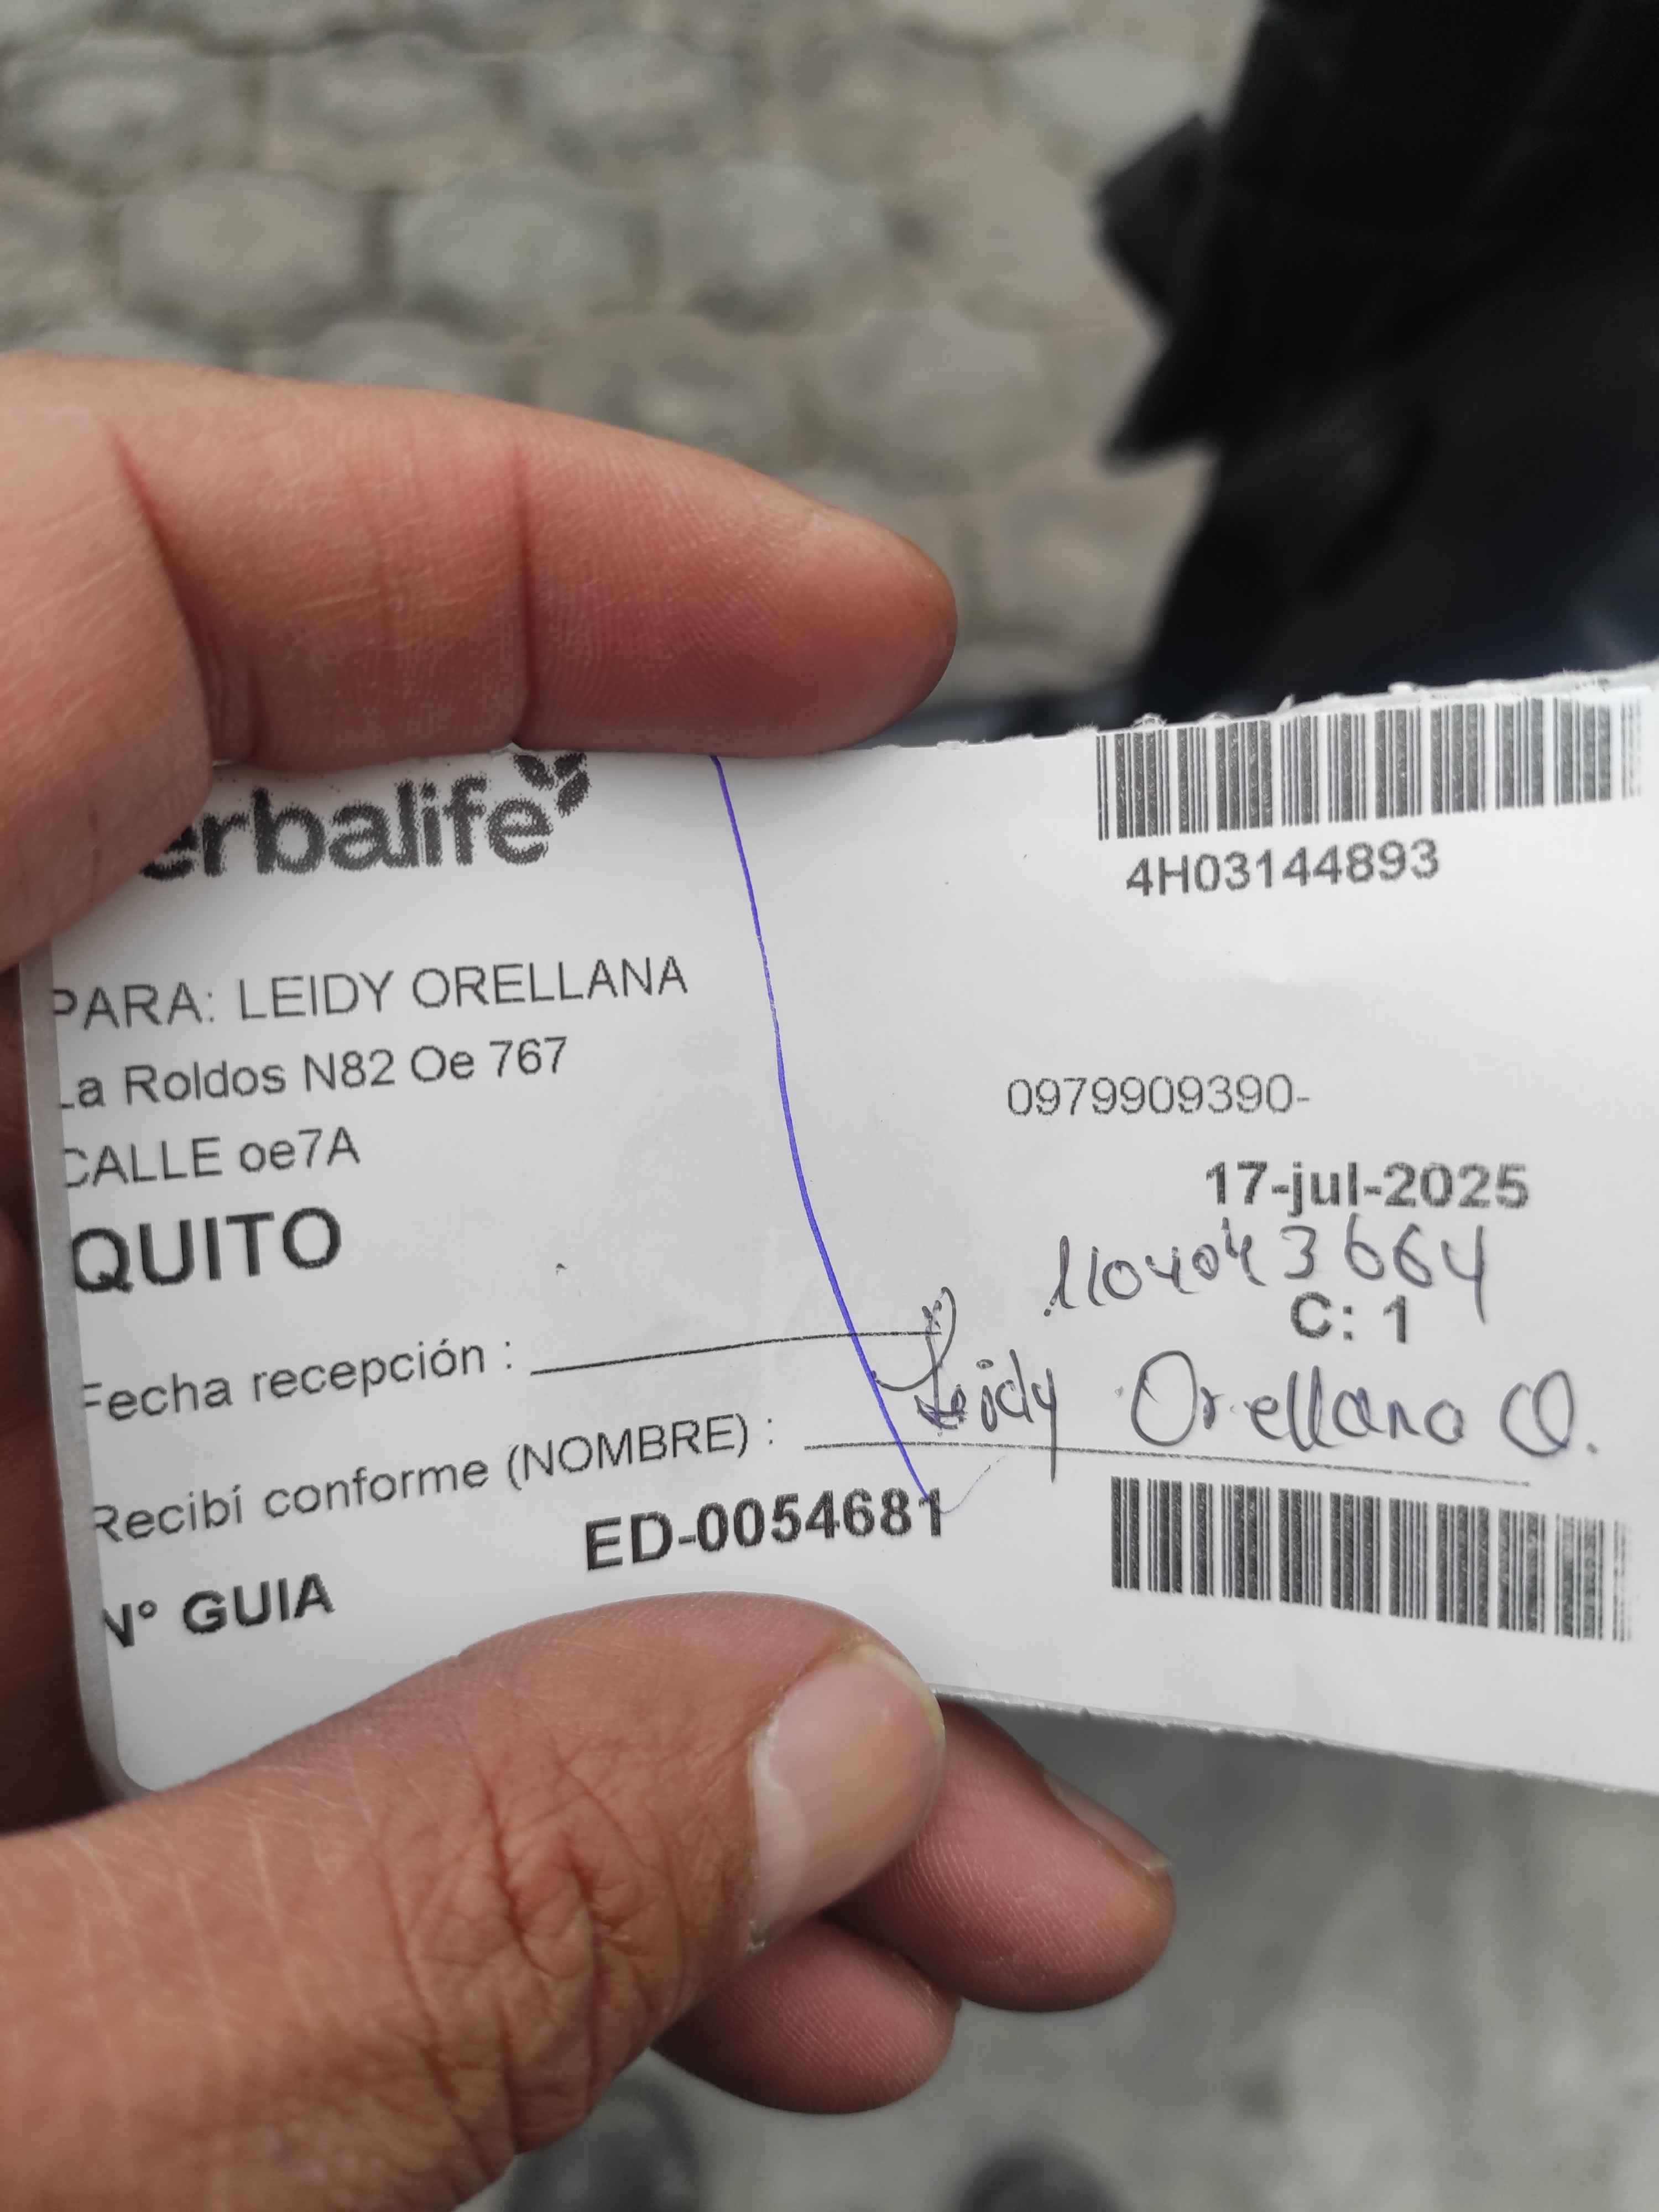 erbalife
4H03144893
PARA: LEIDY ORELLANA
La Roldos N82 Oe 767
0979909390-
CALLE oe7A
17-jul-2025
QUITO
1104043664
C: 1
Fecha recepción :
Recibí conforme (NOMBRE) : Leidy Orellana O.
ED-0054681
N° GUIA